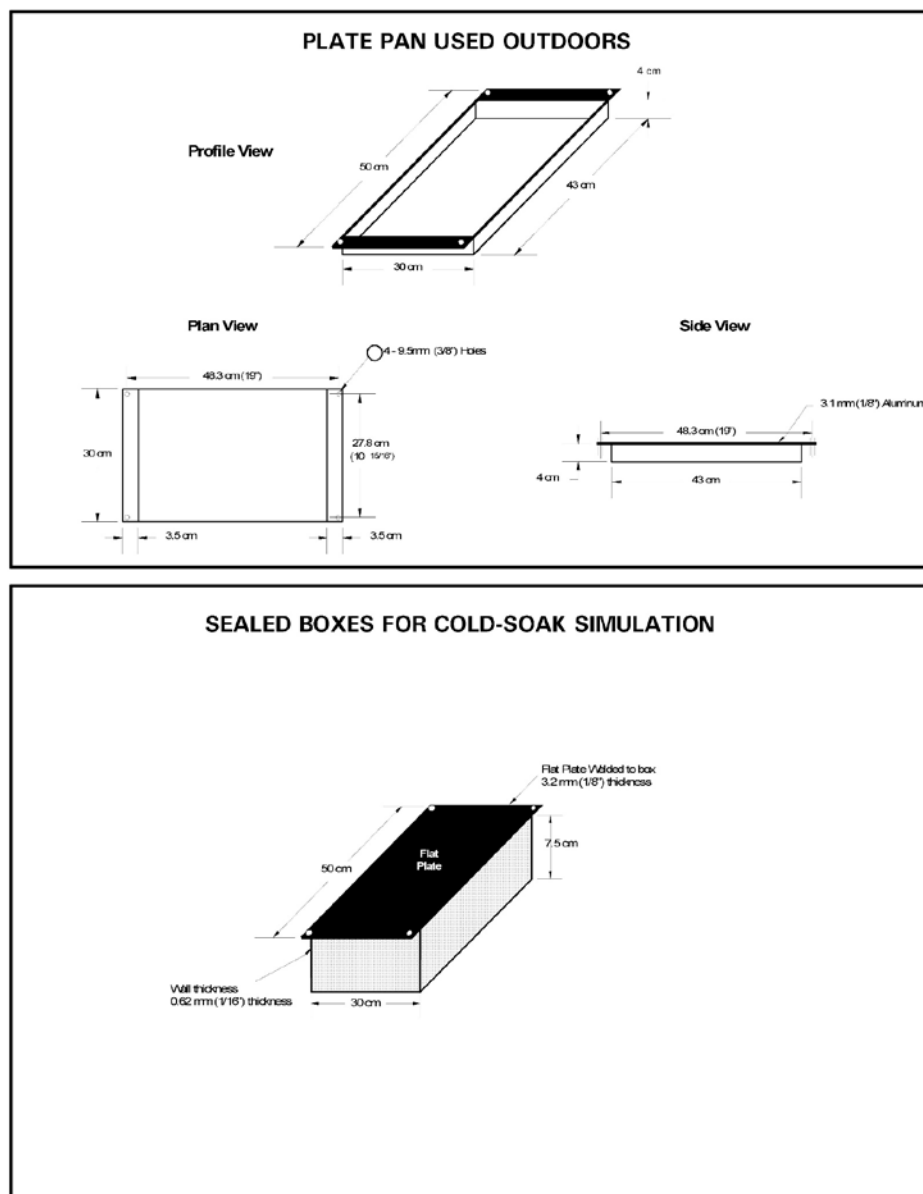 PLATE PAN USED OUTDOORS
4 cm
Profile View
50 cm
43 cm
30 cm
Plan View
Side View
4 - 9.5mm (3/8") Holes
48.3 cm (19")
3.1 mm (1/8") Aluminum
48.3 cm (19")
30 cm
27.8 cm
(10 15/16")
4 cm
43 cm
3.5 cm
3.5 cm
SEALED BOXES FOR COLD-SOAK SIMULATION
Flat Plate Welded to box
3.2 mm (1/8") thickness
7.5 cm
50 cm
Flat
Plate
Wall thickness
0.62 mm (1/16") thickness
30 cm